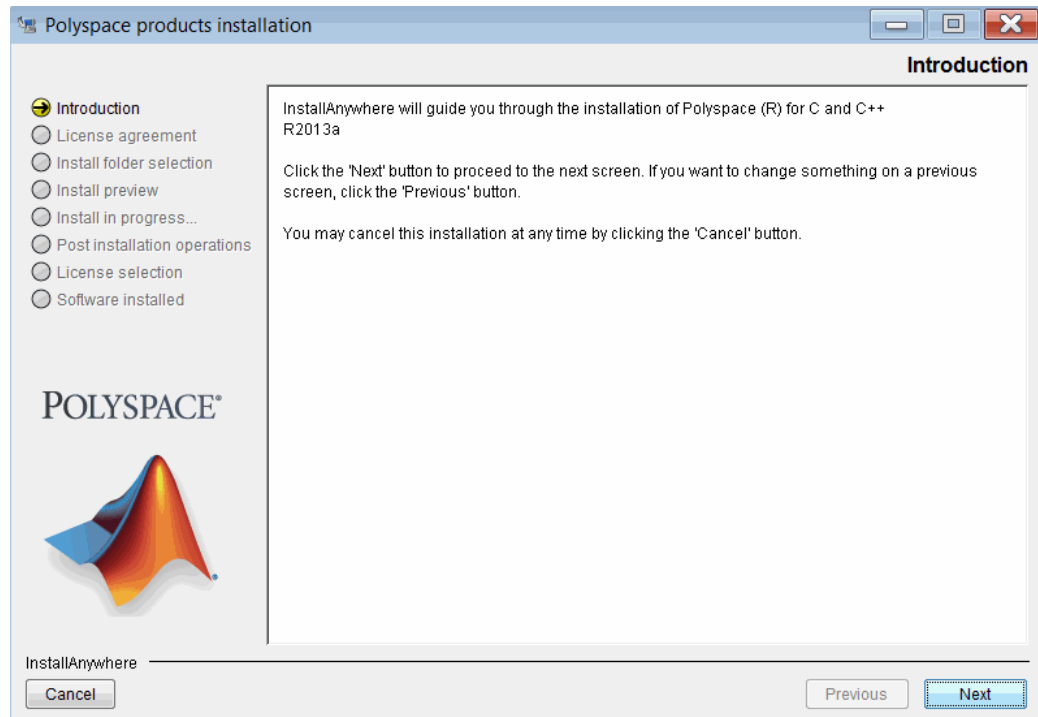 Polyspace products installation
Introduction
Introduction
License agreement
Install folder selection
Install preview
Install in progress...
Post installation operations
License selection
Software installed
POLYSPACE®
InstallAnywhere will guide you through the installation of Polyspace (R) for C and C++
R2013a
Click the 'Next' button to proceed to the next screen. If you want to change something on a previous
screen, click the 'Previous' button.
You may cancel this installation at any time by clicking the 'Cancel' button.
InstallAnywhere
Cancel
Previous
Next